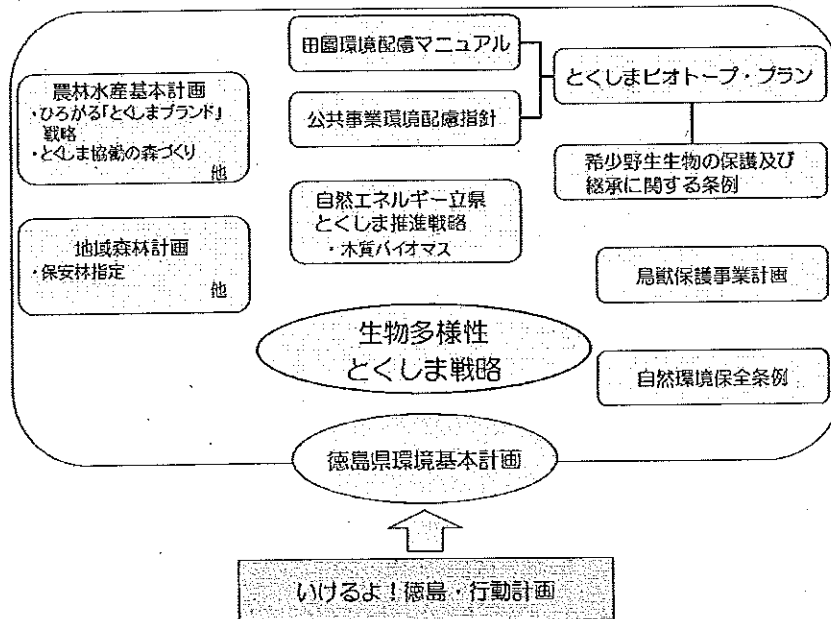 田園環境配慮マニュアル
とくしまビオトープ・プラン
農林水産基本計画
・ひろがる「とくしまブランド」
戦略
・とくしま協働の森づくり
他
公共事業環境配慮指針
希少野生生物の保護及び
継承に関する条例
自然エネルギー立県
とくしま推進戦略
・木質バイオマス
地域森林計画
・保安林指定
他
鳥獣保護事業計画
生物多様性
とくしま戦略
自然環境保全条例
徳島県環境基本計画
いけるよ!徳島・行動計画